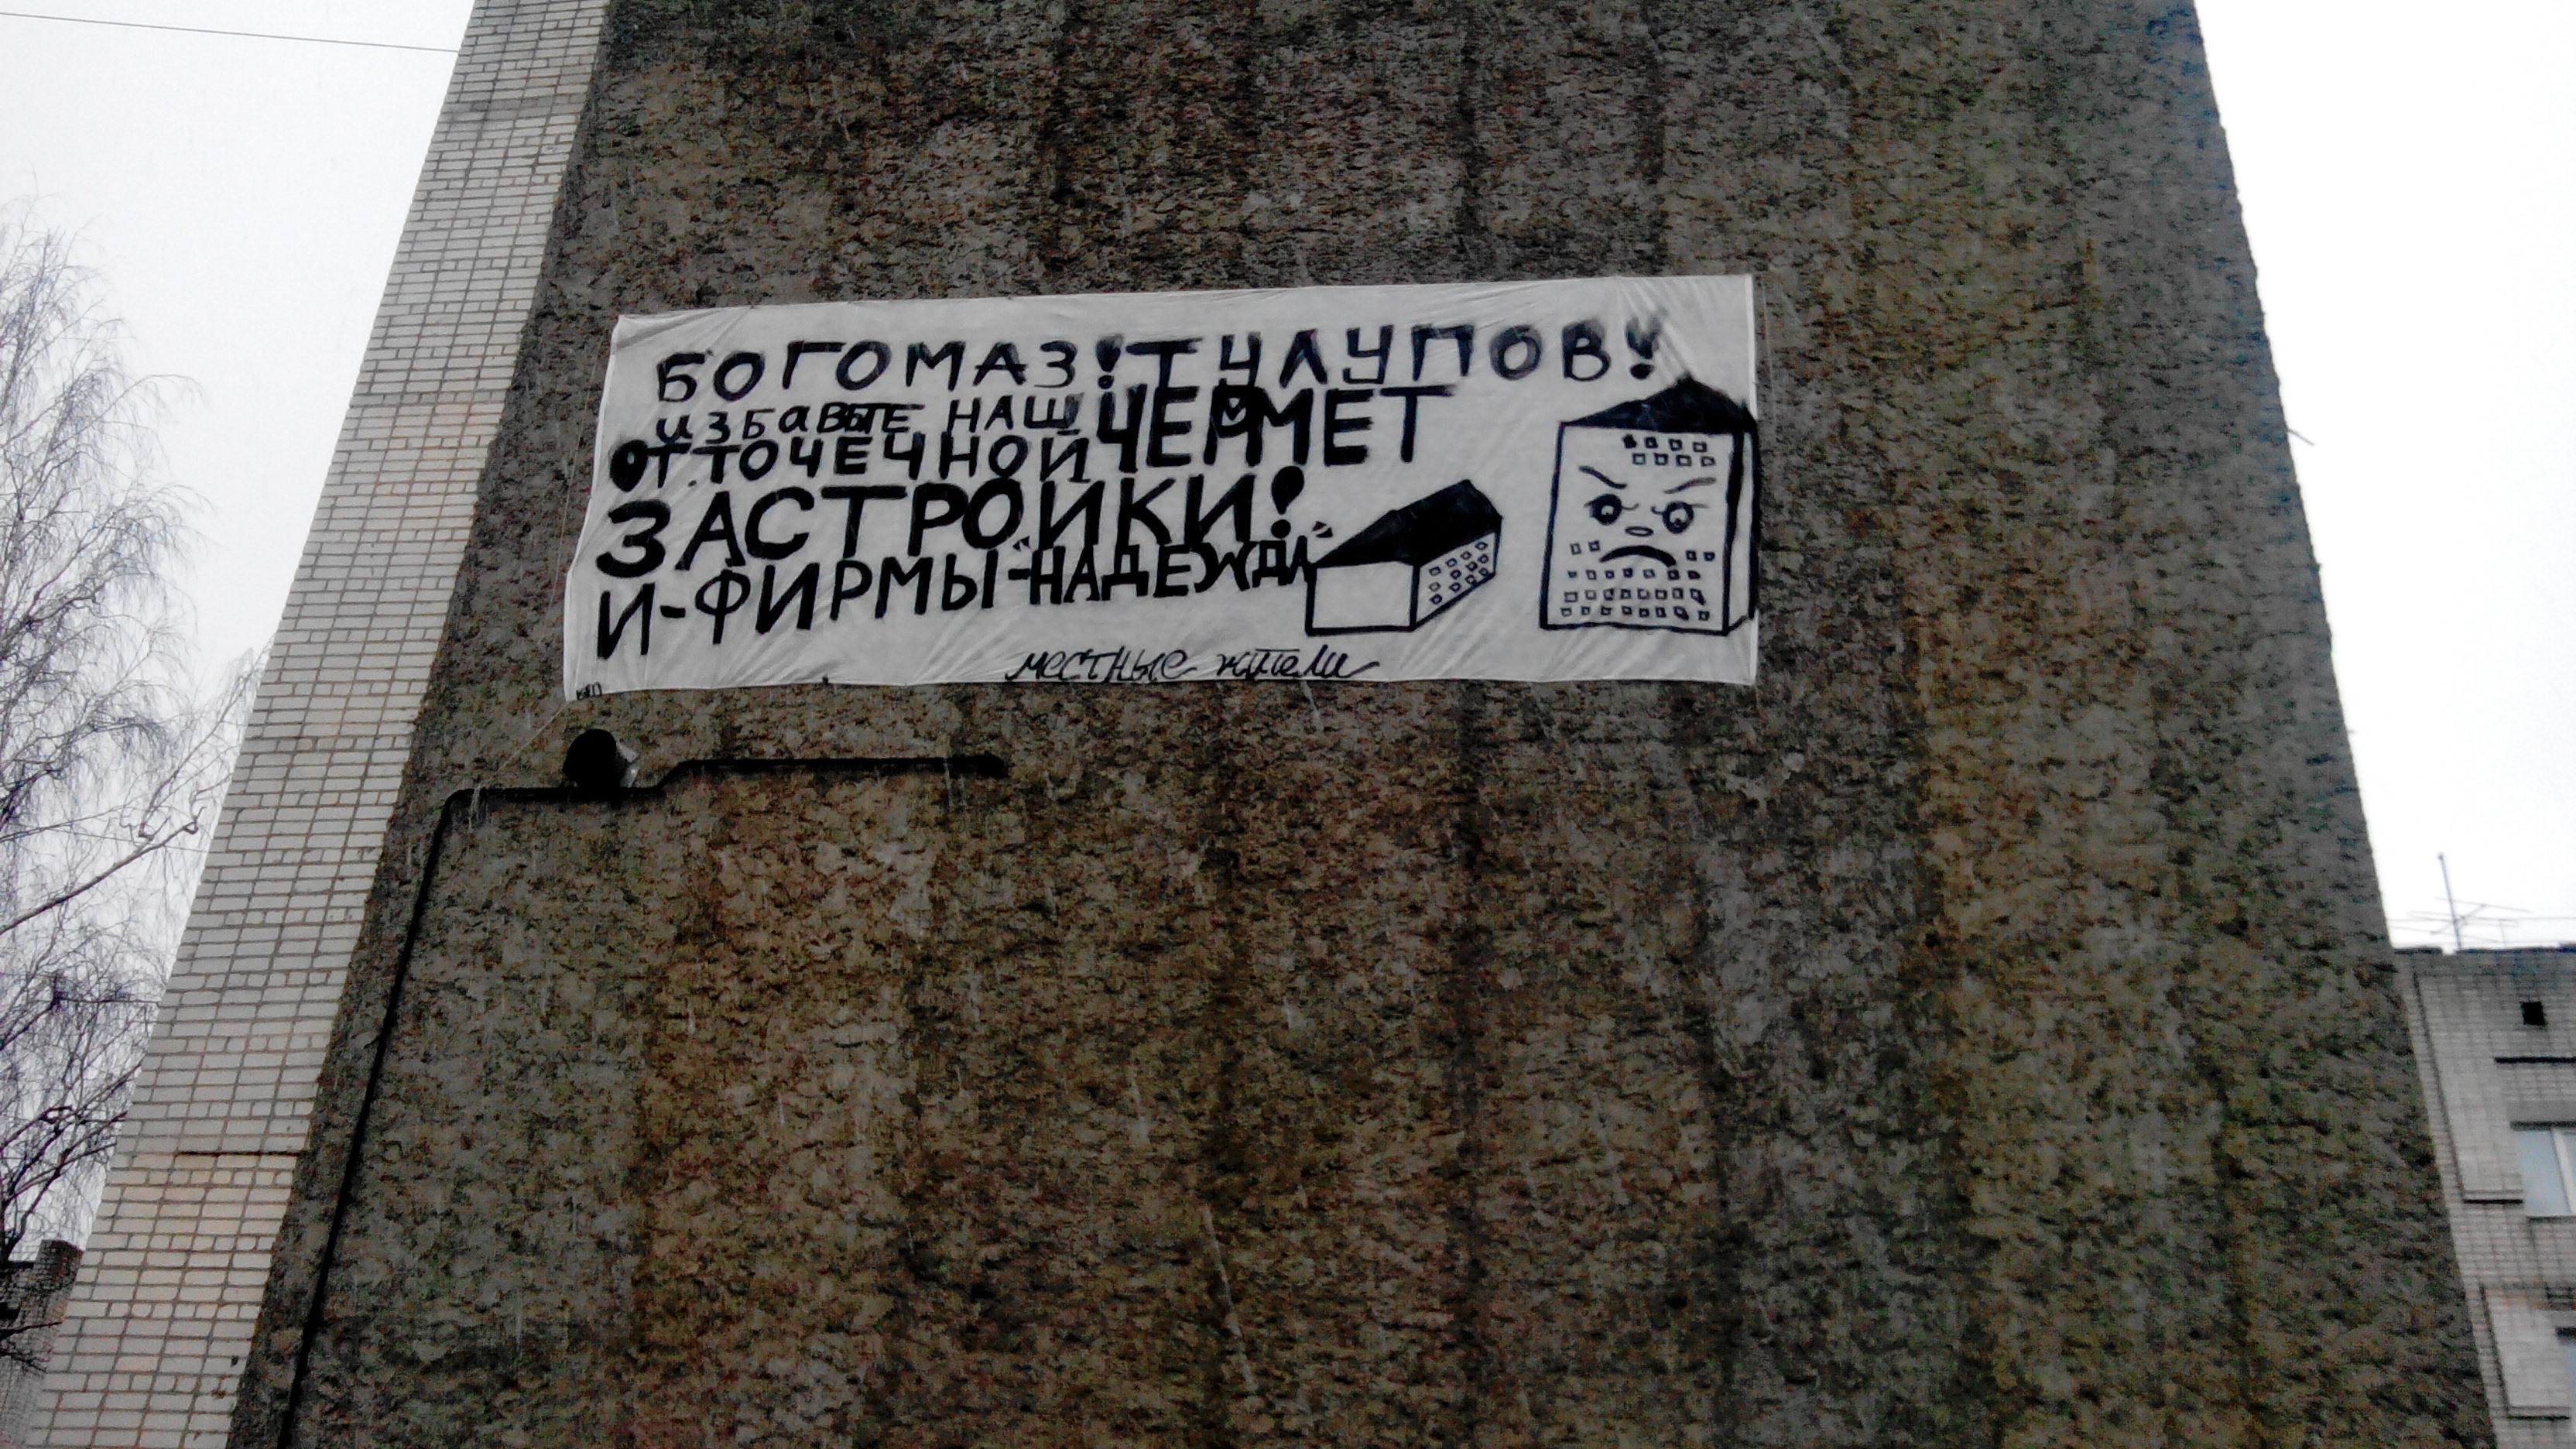 БОГОМАЗ! ТУЛУПОВ!
ИЗБАВЬТЕ НАШ ЧЕРМЕТ
ОТ ТОЧЕЧНОЙ
ЗАСТРОЙКИ!
И-ФИРМЫ-"НАДЕЖДА"
местные жители